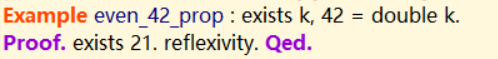 Example even_42_prop : exists k, 42 = double k.
Proof. exists 21. reflexivity. Qed.